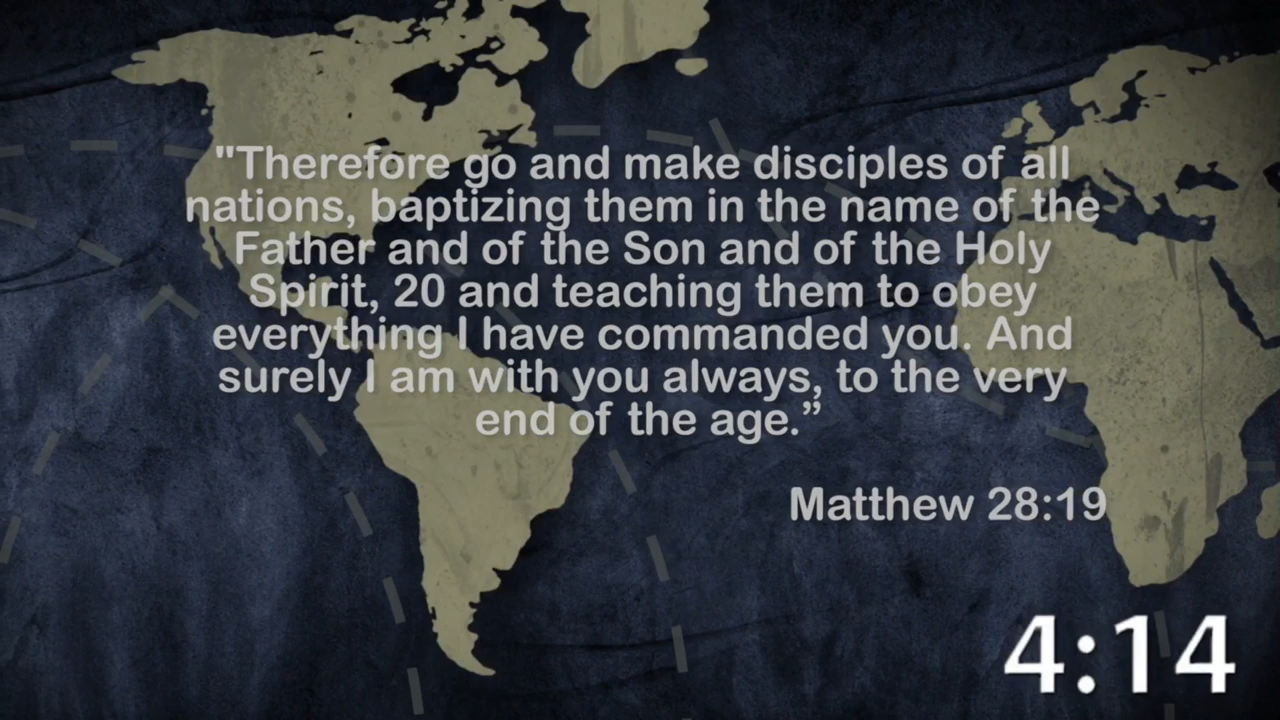 "Therefore go and make disciples of all
nations, baptizing them in the name of the
Father and of the Son and of the Holy
Spirit, 20 and teaching them to obey
everything I have commanded you. And
surely I am with you always, to the very
end of the age.”
Matthew 28:19
4:14